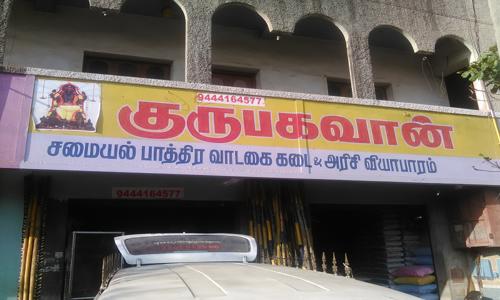 9444164577
குருபகவான்
சமையல் பாத்திர வாடகை கடை & அரிசி வியாபாரம்
9444164577